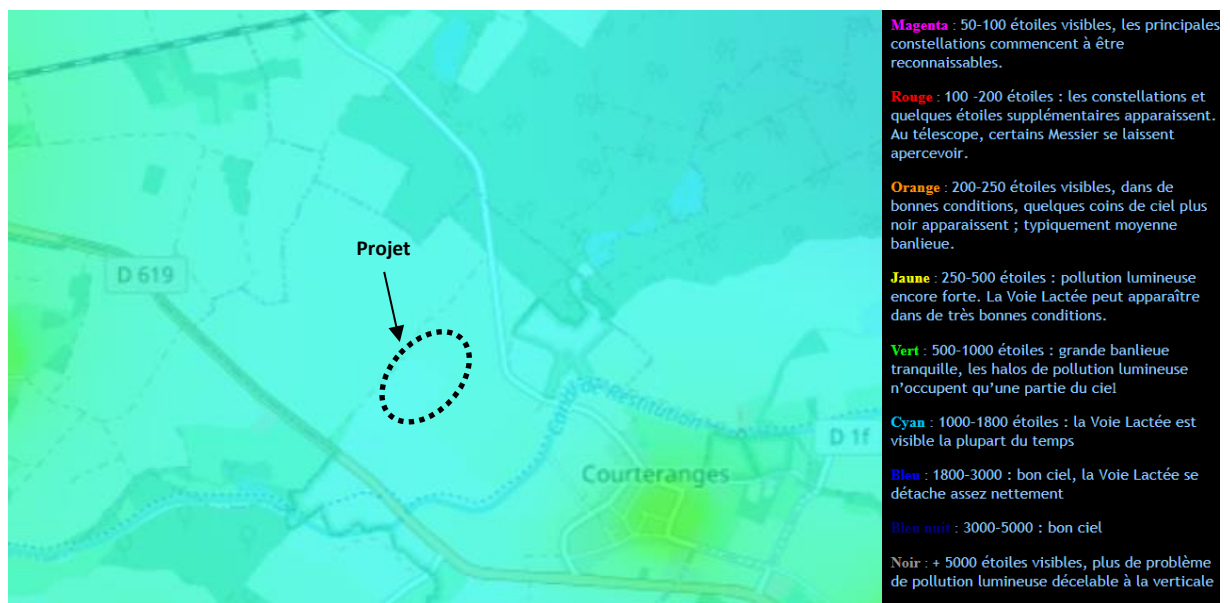 Projet
D 619
Canal de Restitution
D 1f
Courteranges
Magenta : 50-100 étoiles visibles, les principales
constellations commencent à être
reconnaissables.
Rouge : 100 -200 étoiles : les constellations et
quelques étoiles supplémentaires apparaissent.
Au télescope, certains Messier se laissent
apercevoir.
Orange : 200-250 étoiles visibles, dans de
bonnes conditions, quelques coins de ciel plus
noir apparaissent ; typiquement moyenne
banlieue.
Jaune : 250-500 étoiles : pollution lumineuse
encore forte. La Voie Lactée peut apparaître
dans de très bonnes conditions.
Vert : 500-1000 étoiles : grande banlieue
tranquille, les halos de pollution lumineuse
n'occupent qu'une partie du ciel
Cyan : 1000-1800 étoiles : la Voie Lactée est
visible la plupart du temps
Bleu : 1800-3000 : bon ciel, la Voie Lactée se
détache assez nettement
Bleu nuit : 3000-5000 : bon ciel
Noir : + 5000 étoiles visibles, plus de problème
de pollution lumineuse décelable à la verticale